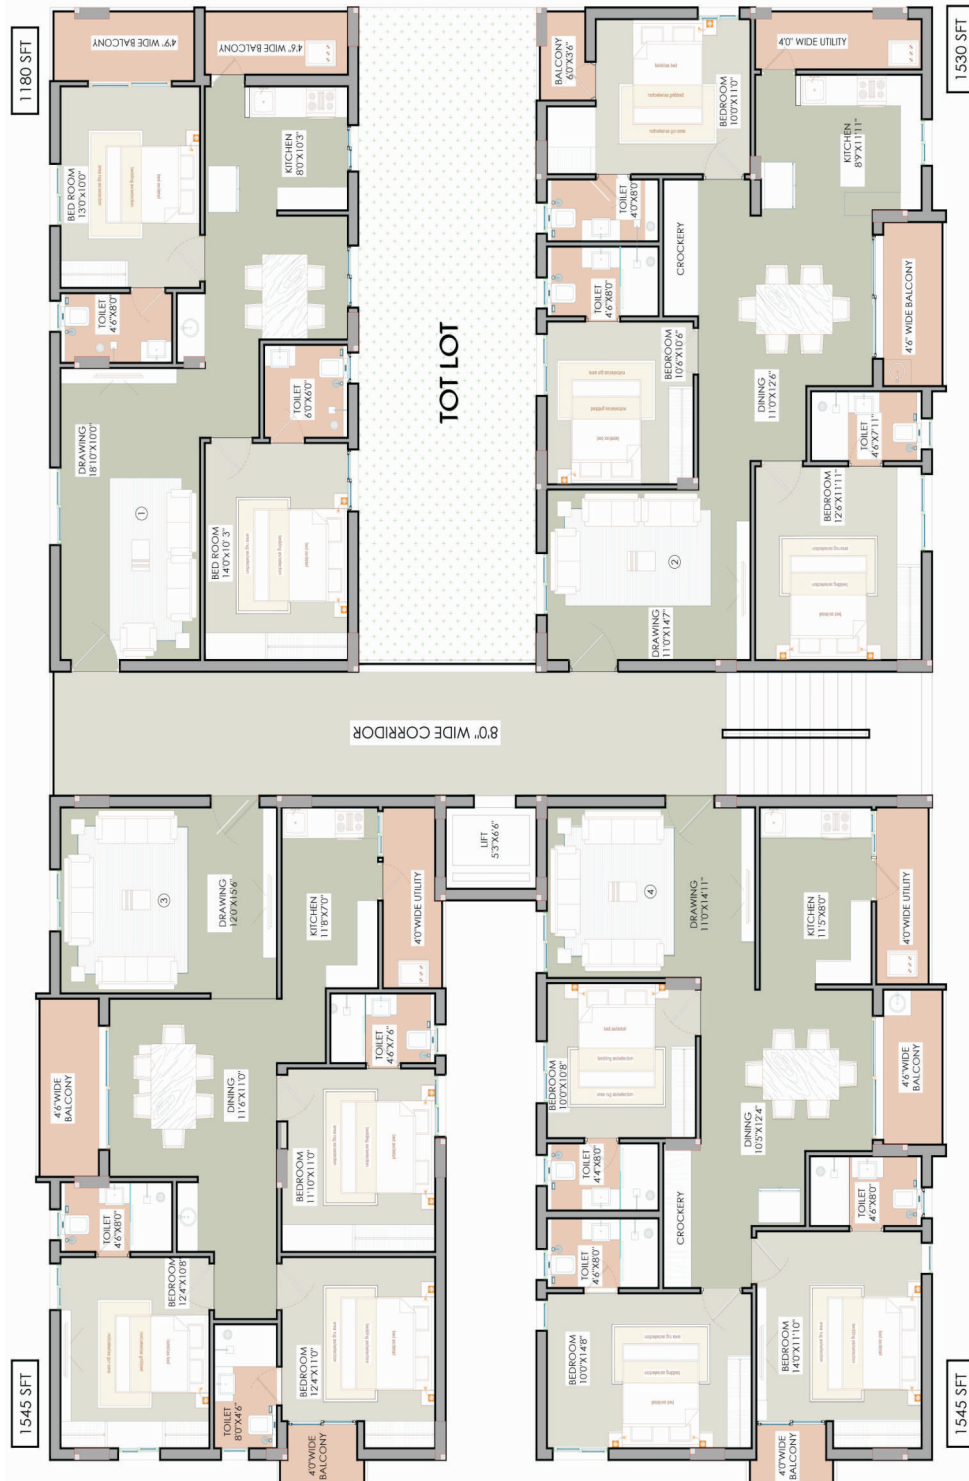 1180 SFT
4'9" WIDE BALCONY
4'6" WIDE BALCONY
BED ROOM
13'0"X10'0"
KITCHEN
8'0"X10'3"
TOILET
4'6"X8'0"
TOILET
6'0"X6'0"
DRAWING
18'10"X10'0"
1
BED ROOM
14'0"X10'3"
TOT LOT
1530 SFT
BALCONY
6'0"X3'6"
BEDROOM
10'0"X11'0"
4'0" WIDE UTILITY
KITCHEN
8'9"X11'11"
TOILET
4'0"X8'0"
CROCKERY
TOILET
4'6"X8'0"
4'6" WIDE BALCONY
BEDROOM
10'6"X10'6"
DINING
11'0"X12'6"
TOILET
4'6"X7'11"
BEDROOM
12'6"X11'11"
2
DRAWING
11'0"X14'7"
8'0" WIDE CORRIDOR
3
DRAWING
12'0"X15'6"
KITCHEN
11'8"X7'0"
4'0"WIDE UTILITY
LIFT
5'3"X6'6"
4'6"WIDE
BALCONY
DINING
11'6"X11'0"
TOILET
4'6"X7'6"
BEDROOM
11'10"X11'0"
TOILET
4'6"X8'0"
BEDROOM
12'4"X10'8"
TOILET
8'0"X4'6"
BEDROOM
12'4"X11'0"
4'0"WIDE
BALCONY
1545 SFT
4
DRAWING
11'0"X14'11"
KITCHEN
11'5"X8'0"
4'0"WIDE UTILITY
BEDROOM
10'0"X10'8"
DINING
10'5"X12'4"
4'6"WIDE
BALCONY
TOILET
4'4"X8'0"
CROCKERY
TOILET
4'6"X8'0"
TOILET
4'6"X8'0"
BEDROOM
10'0"X14'8"
BEDROOM
14'0"X11'10"
4'0"WIDE
BALCONY
1545 SFT